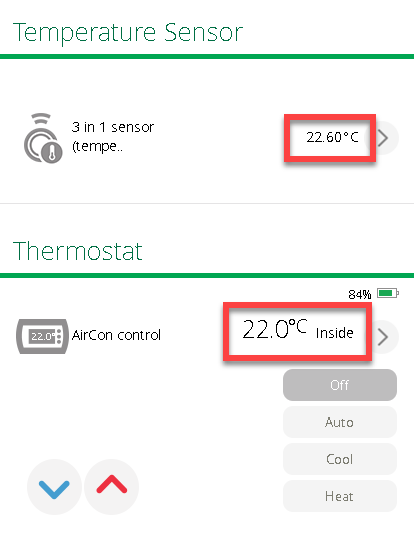 Temperature Sensor
3 in 1 sensor
(tempe..
22.60°C
Thermostat
84%
22.0°
AirCon control
22.0°C Inside
Off
Auto
Cool
Heat